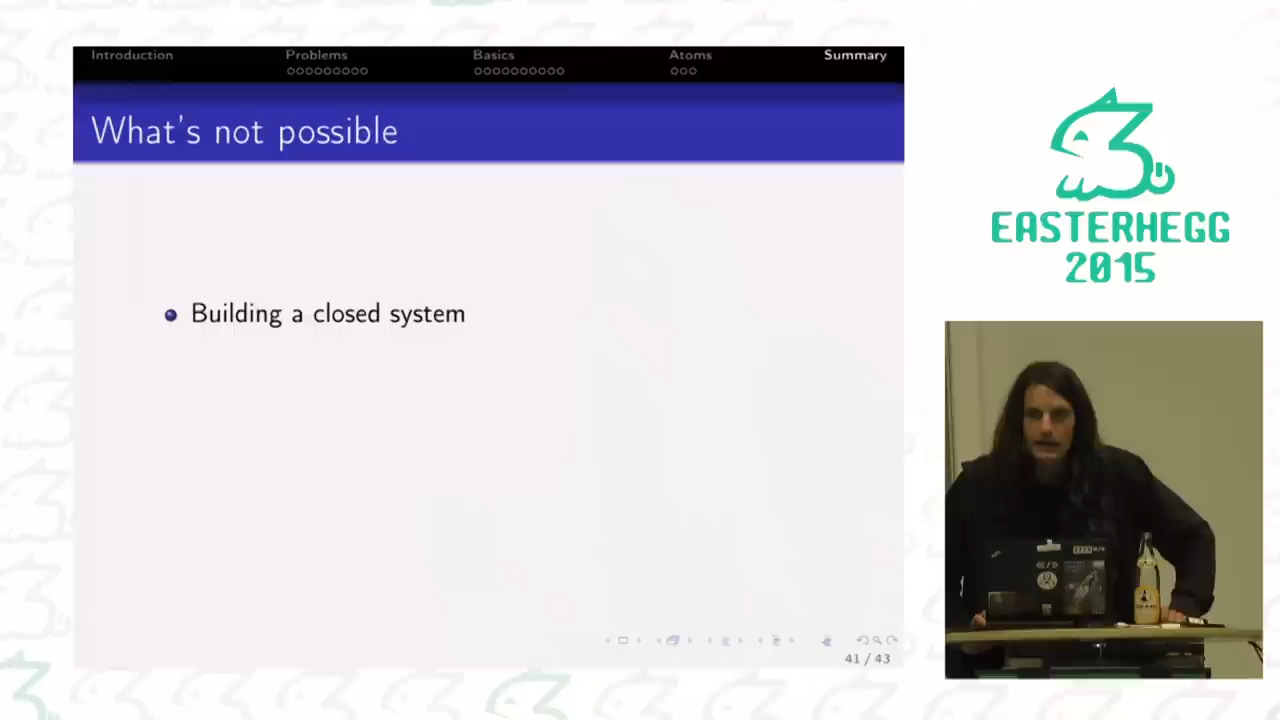 Introduction
Problems
Basics
Atoms
Summary
What's not possible
Building a closed system
41 / 43
EASTERHEGG
2015